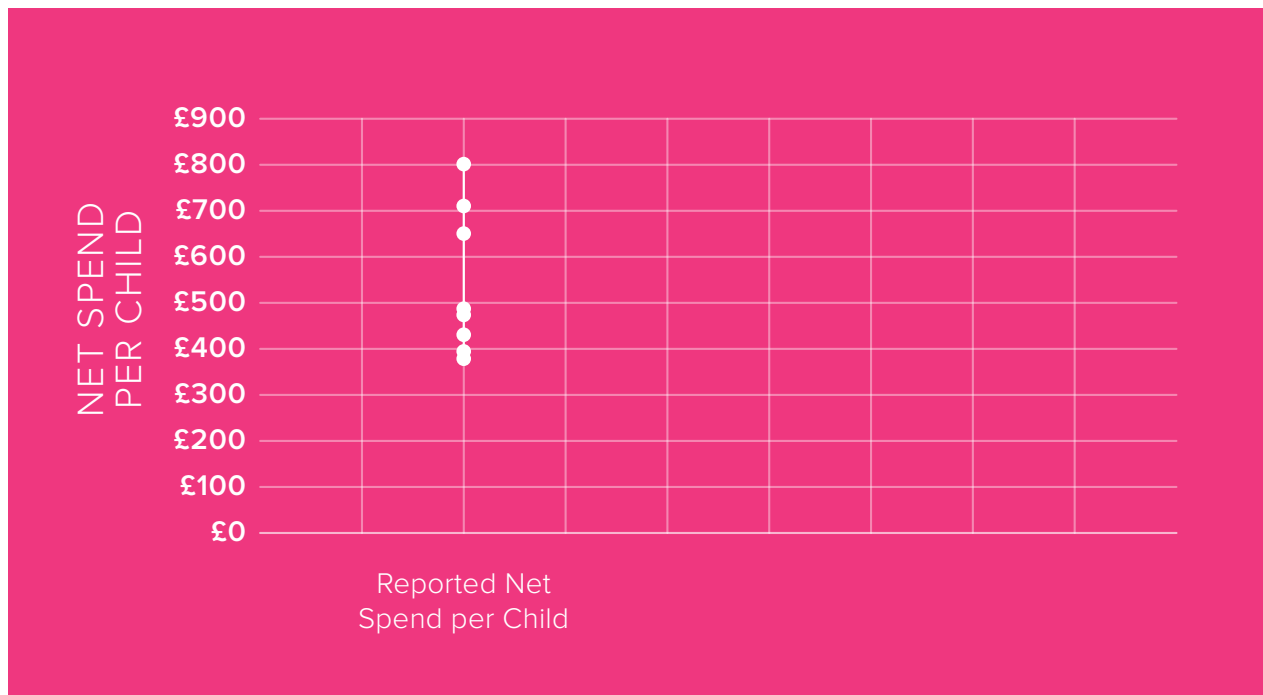 NET SPEND
PER CHILD
£900
£800
£700
£600
£500
£400
£300
£200
£100
£0
Reported Net
Spend per Child